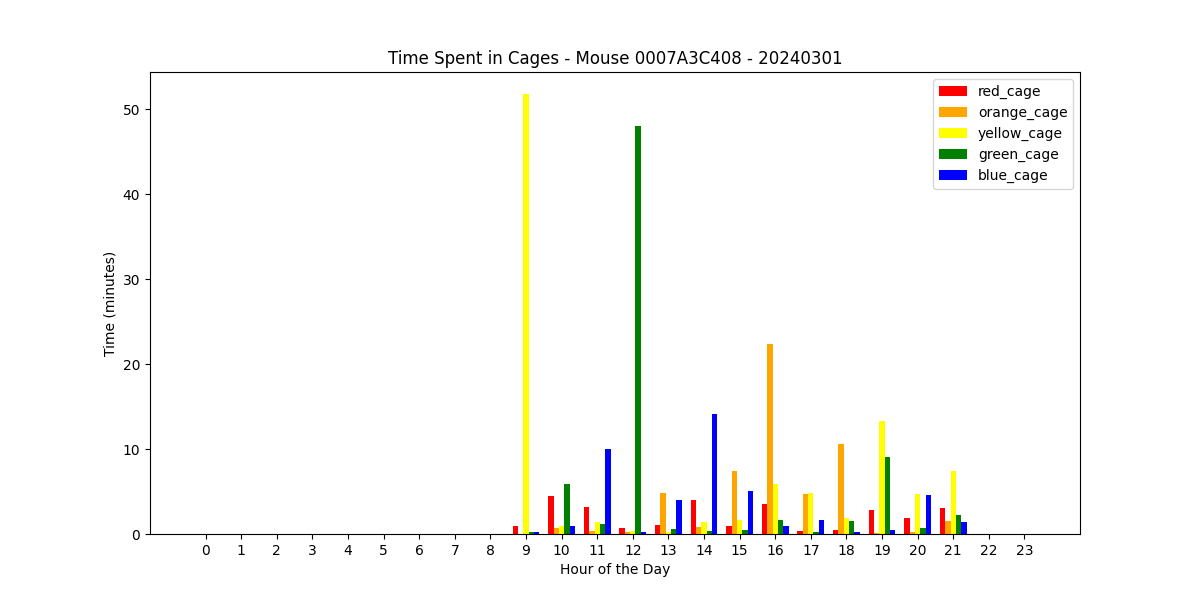 Time Spent in Cages - Mouse 0007A3C408 - 20240301
red_cage
orange_cage
yellow_cage
green_cage
blue_cage
Time (minutes)
50
40
30
20
10
0
0 1 2 3 4 5 6 7 8 9 10 11 12 13 14 15 16 17 18 19 20 21 22 23
Hour of the Day